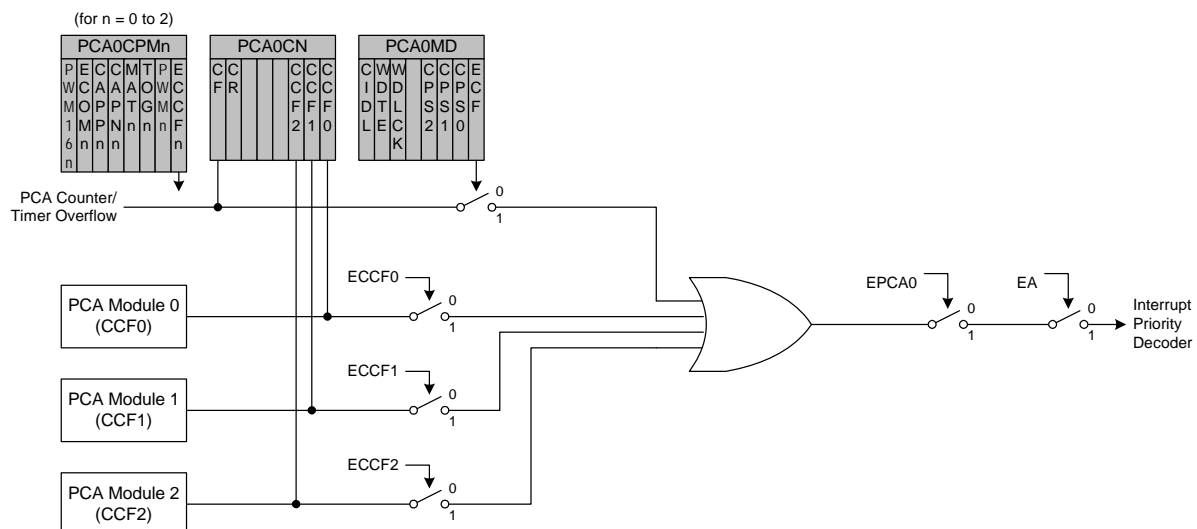 (for n = 0 to 2)
PCA0CPMn
PWM16n
ECOMn
CAPPn
CAPNn
MATn
TOGn
PWMn
ECCFn
PCA0CN
CF
CR
CCF2
CCF1
CCF0
PCA0MD
CIDL
WDTE
WDLCK
CPS2
CPS1
CPS0
ECF
PCA Counter/
Timer Overflow
0
1
PCA Module 0
(CCF0)
ECCF0
0
1
PCA Module 1
(CCF1)
ECCF1
0
1
PCA Module 2
(CCF2)
ECCF2
0
1
EPCA0
0
1
EA
0
1
Interrupt
Priority
Decoder